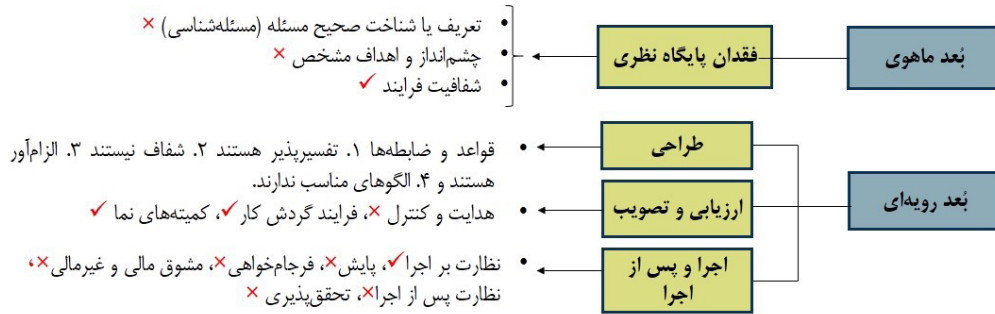 بُعد ماهوی
فقدان پایگاه نظری
• تعریف یا شناخت صحیح مسئله (مسئله‌شناسی) ×
• چشم‌انداز و اهداف مشخص ×
• شفافیت فرایند ✓
بُعد رویه‌ای
طراحی
• قواعد و ضابطه‌ها ۱. تفسیرپذیر هستند ۲. شفاف نیستند ۳. الزام‌آور
هستند و ۴. الگوهای مناسب ندارند.
ارزیابی و تصویب
• هدایت و کنترل ×، فرایند گردش کار ✓، کمیته‌های نما ✓
اجرا و پس از
اجرا
• نظارت بر اجرا ✓، پایش ×، فرجام‌خواهی ×، مشوق مالی و غیرمالی ×،
نظارت پس از اجرا ×، تحقق‌پذیری ×